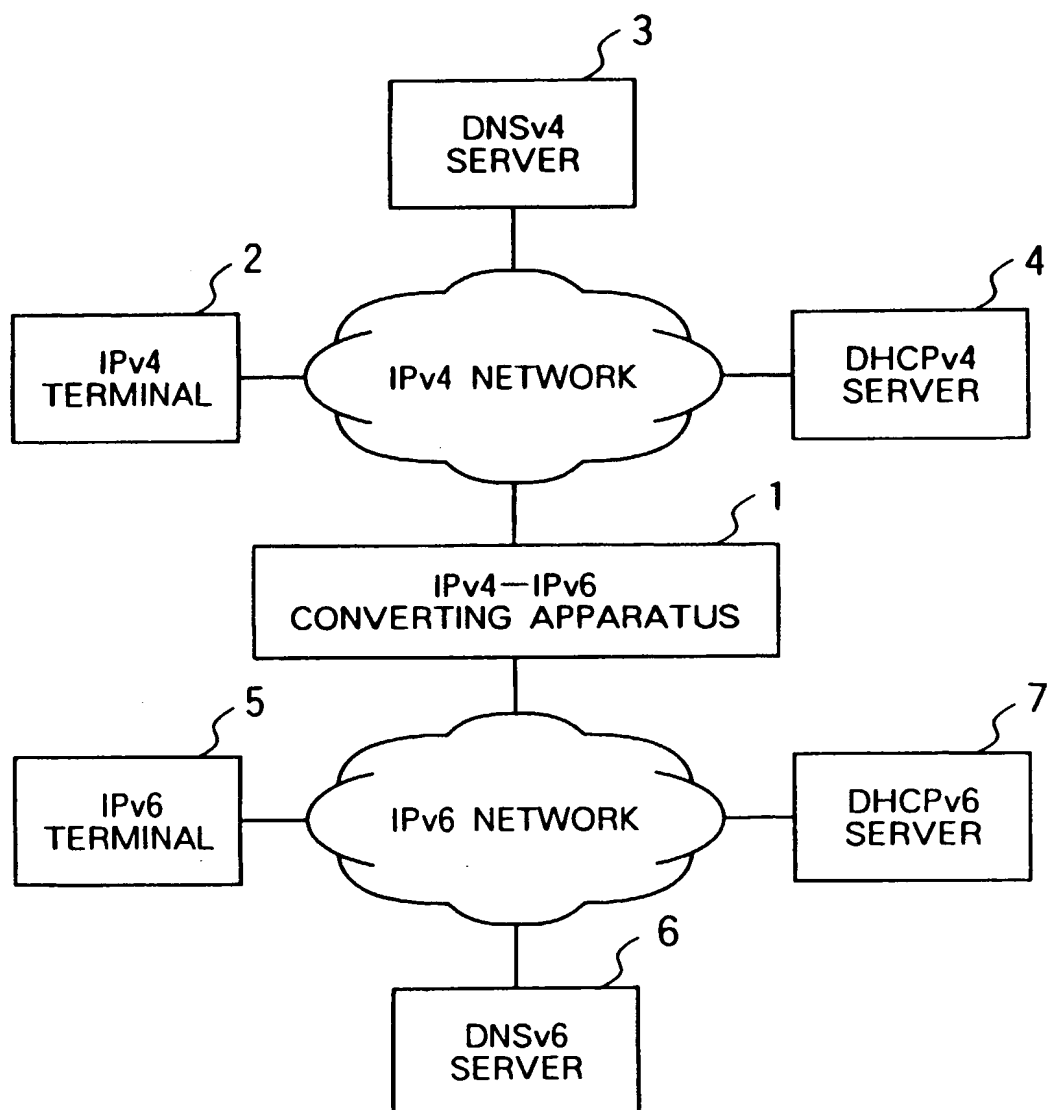 3
DNSv4
SERVER
2
4
IPv4
TERMINAL
IPv4 NETWORK
DHCPv4
SERVER
1
IPv4—IPv6
CONVERTING APPARATUS
5
7
IPv6
TERMINAL
IPv6 NETWORK
DHCPv6
SERVER
6
DNSv6
SERVER